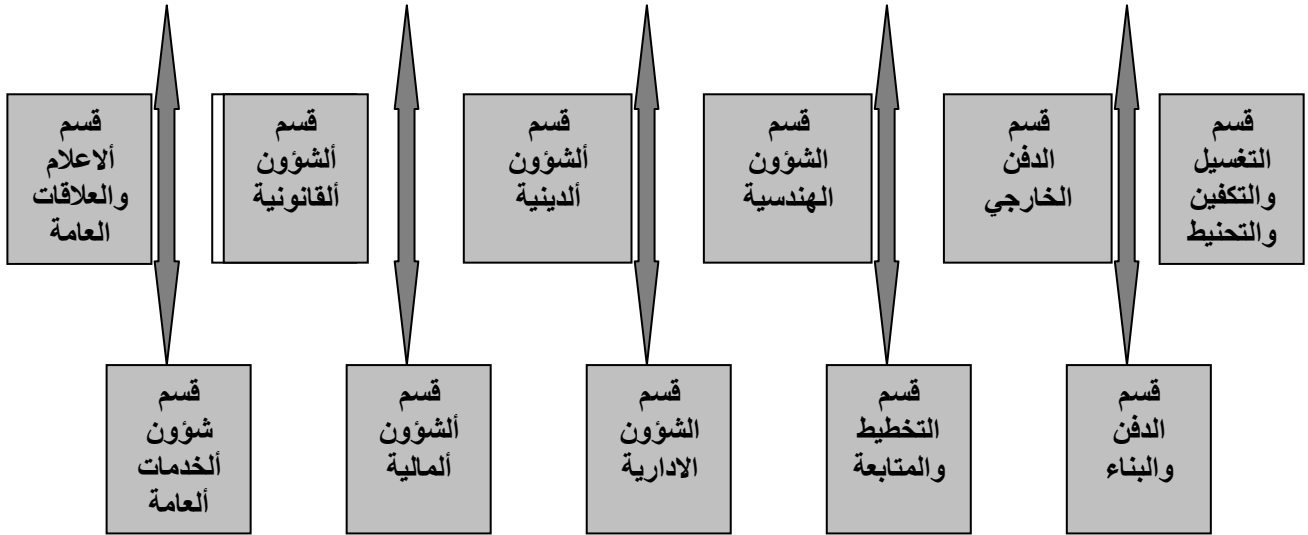 قسم
التغسيل
والتكفين
والتحنيط
قسم
الدفن
الخارجي
قسم
الشؤون
الهندسية
قسم
ألشؤون
ألدينية
قسم
ألشؤون
ألقانونية
قسم
ألاعلام
والعلاقات
العامة
قسم
الدفن
والبناء
قسم
التخطيط
والمتابعة
قسم
الشؤون
الادارية
قسم
ألشؤون
ألمالية
قسم
شؤون
ألخدمات
ألعامة